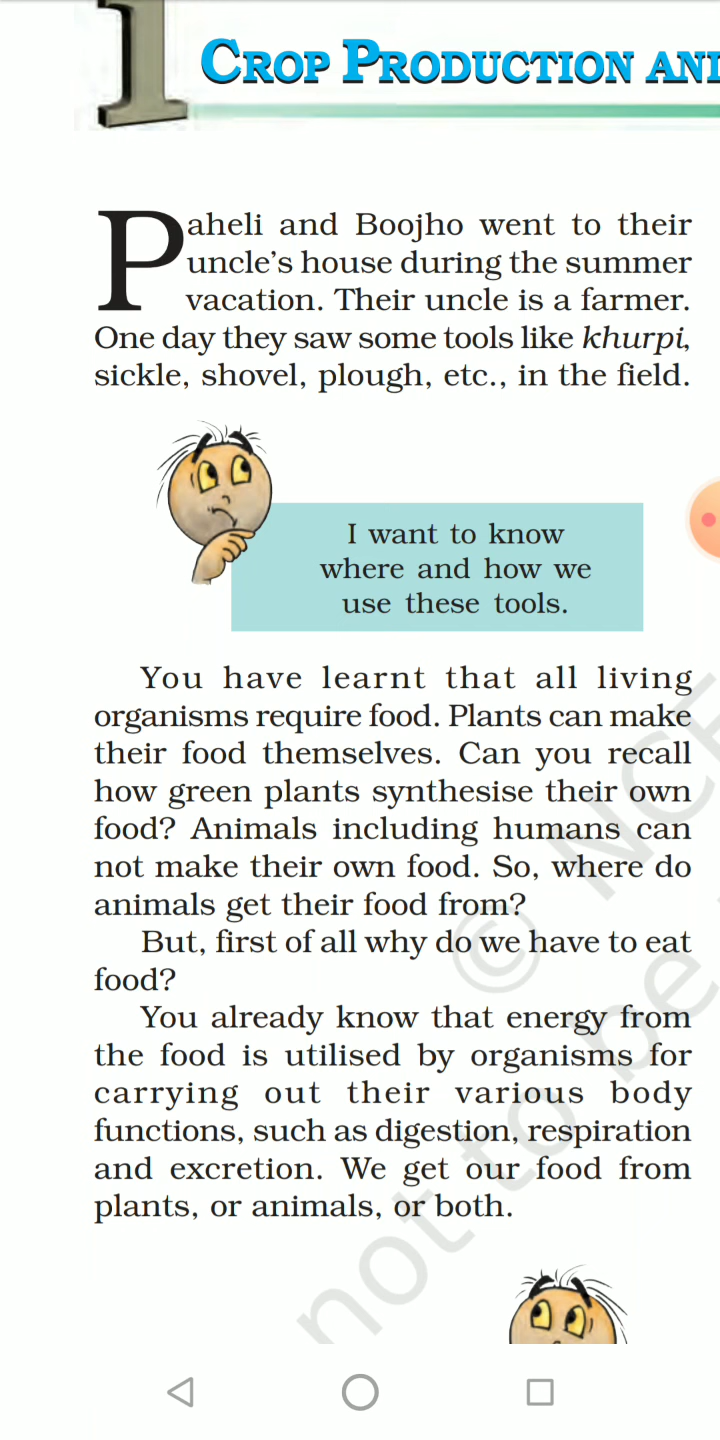 1
CROP PRODUCTION AND
Paheli and Boojho went to their
uncle's house during the summer
vacation. Their uncle is a farmer.
One day they saw some tools like khurpi,
sickle, shovel, plough, etc., in the field.
I want to know
where and how we
use these tools.
You have learnt that all living
organisms require food. Plants can make
their food themselves. Can you recall
how green plants synthesise their own
food? Animals including humans can
not make their own food. So, where do
animals get their food from?
But, first of all why do we have to eat
food?
You already know that energy from
the food is utilised by organisms for
carrying out their various body
functions, such as digestion, respiration
and excretion. We get our food from
plants, or animals, or both.
© NCE
not to be